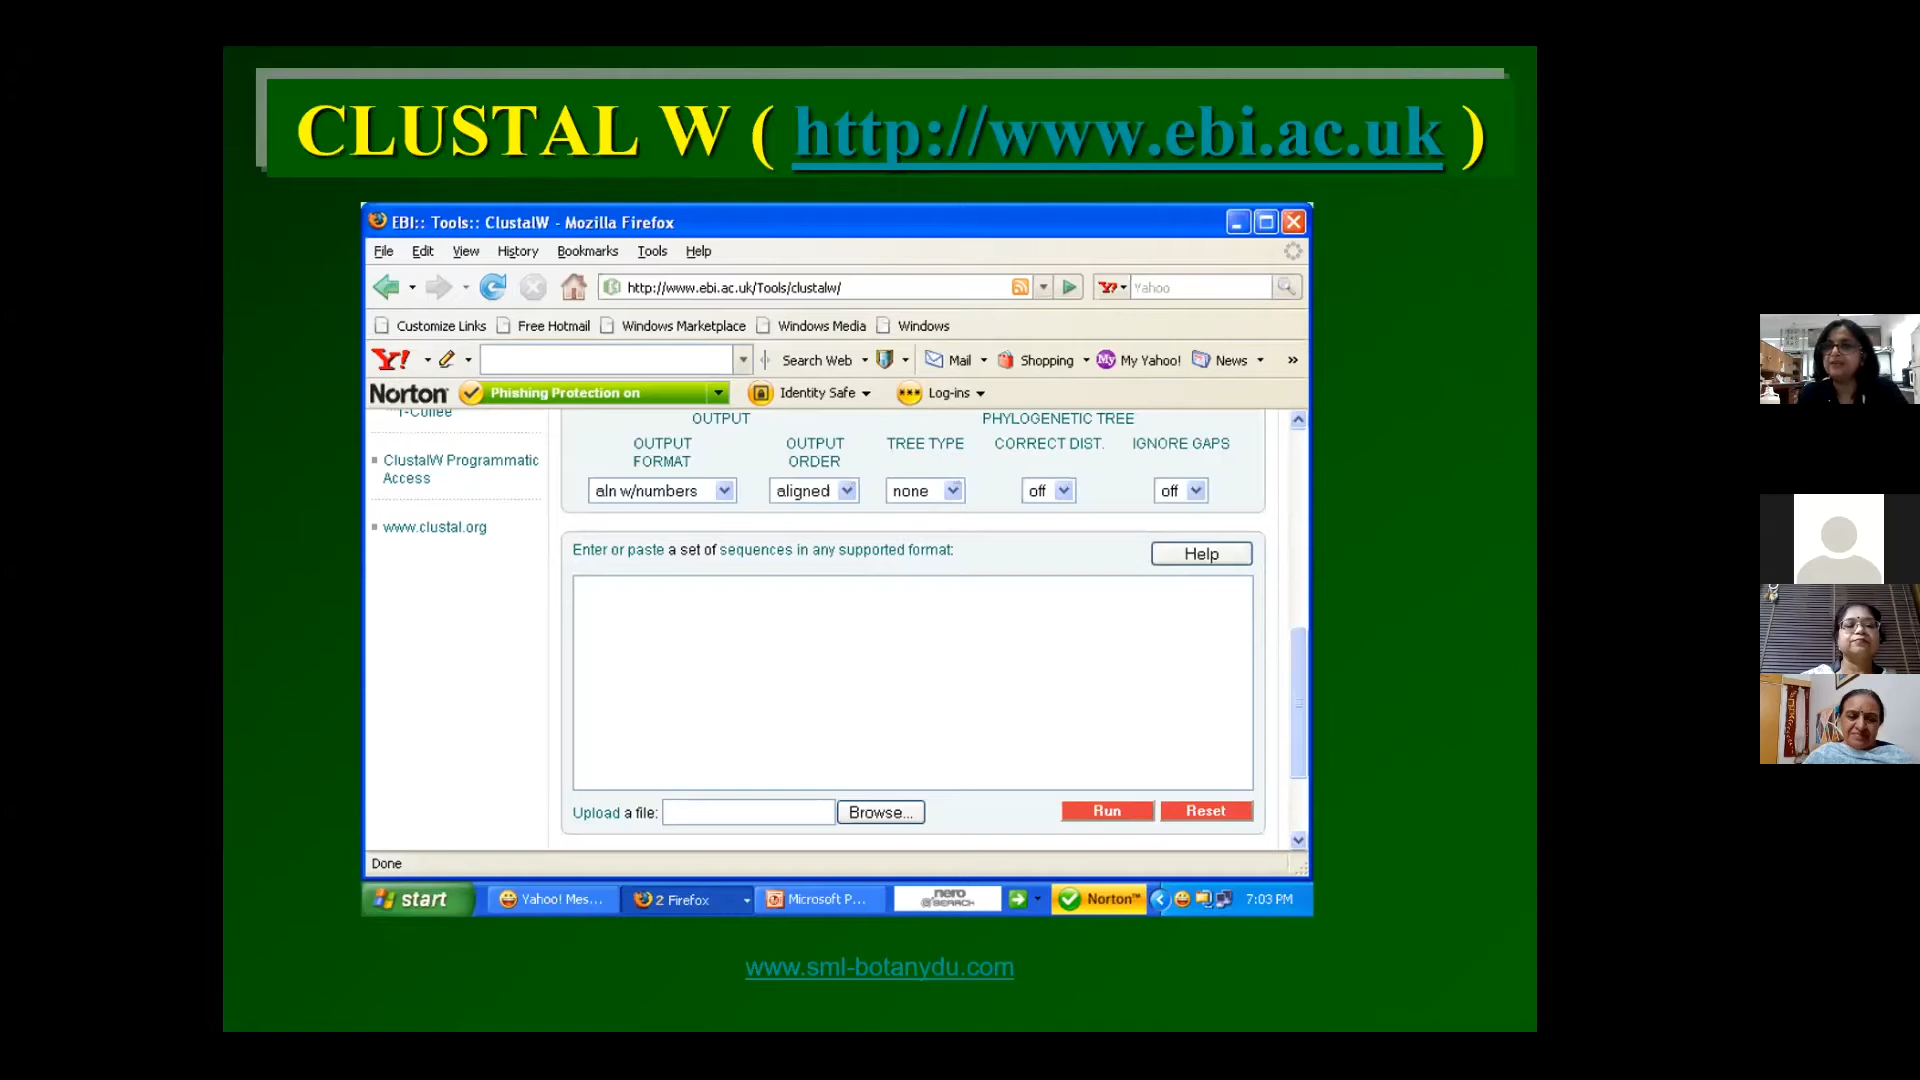 CLUSTAL W ( http://www.ebi.ac.uk )
EBI:: Tools:: ClustalW - Mozilla Firefox
File Edit View History Bookmarks Tools Help
http://www.ebi.ac.uk/Tools/clustalw/ Yahoo
Customize Links Free Hotmail Windows Marketplace Windows Media Windows
Y! Search Web Mail My Shopping My Yahoo! News »
Norton Phishing Protection on Identity Safe Log-ins
T-Coffee
OUTPUT PHYLOGENETIC TREE
OUTPUT FORMAT OUTPUT ORDER TREE TYPE CORRECT DIST. IGNORE GAPS
aln w/numbers aligned none off off
ClustalW Programmatic
Access
www.clustal.org
Enter or paste a set of sequences in any supported format:
Help
Upload a file: Browse... Run Reset
Done
start Yahoo! Mes... 2 Firefox Microsoft P... nero SEARCH Norton™ 7:03 PM
www.sml-botanydu.com